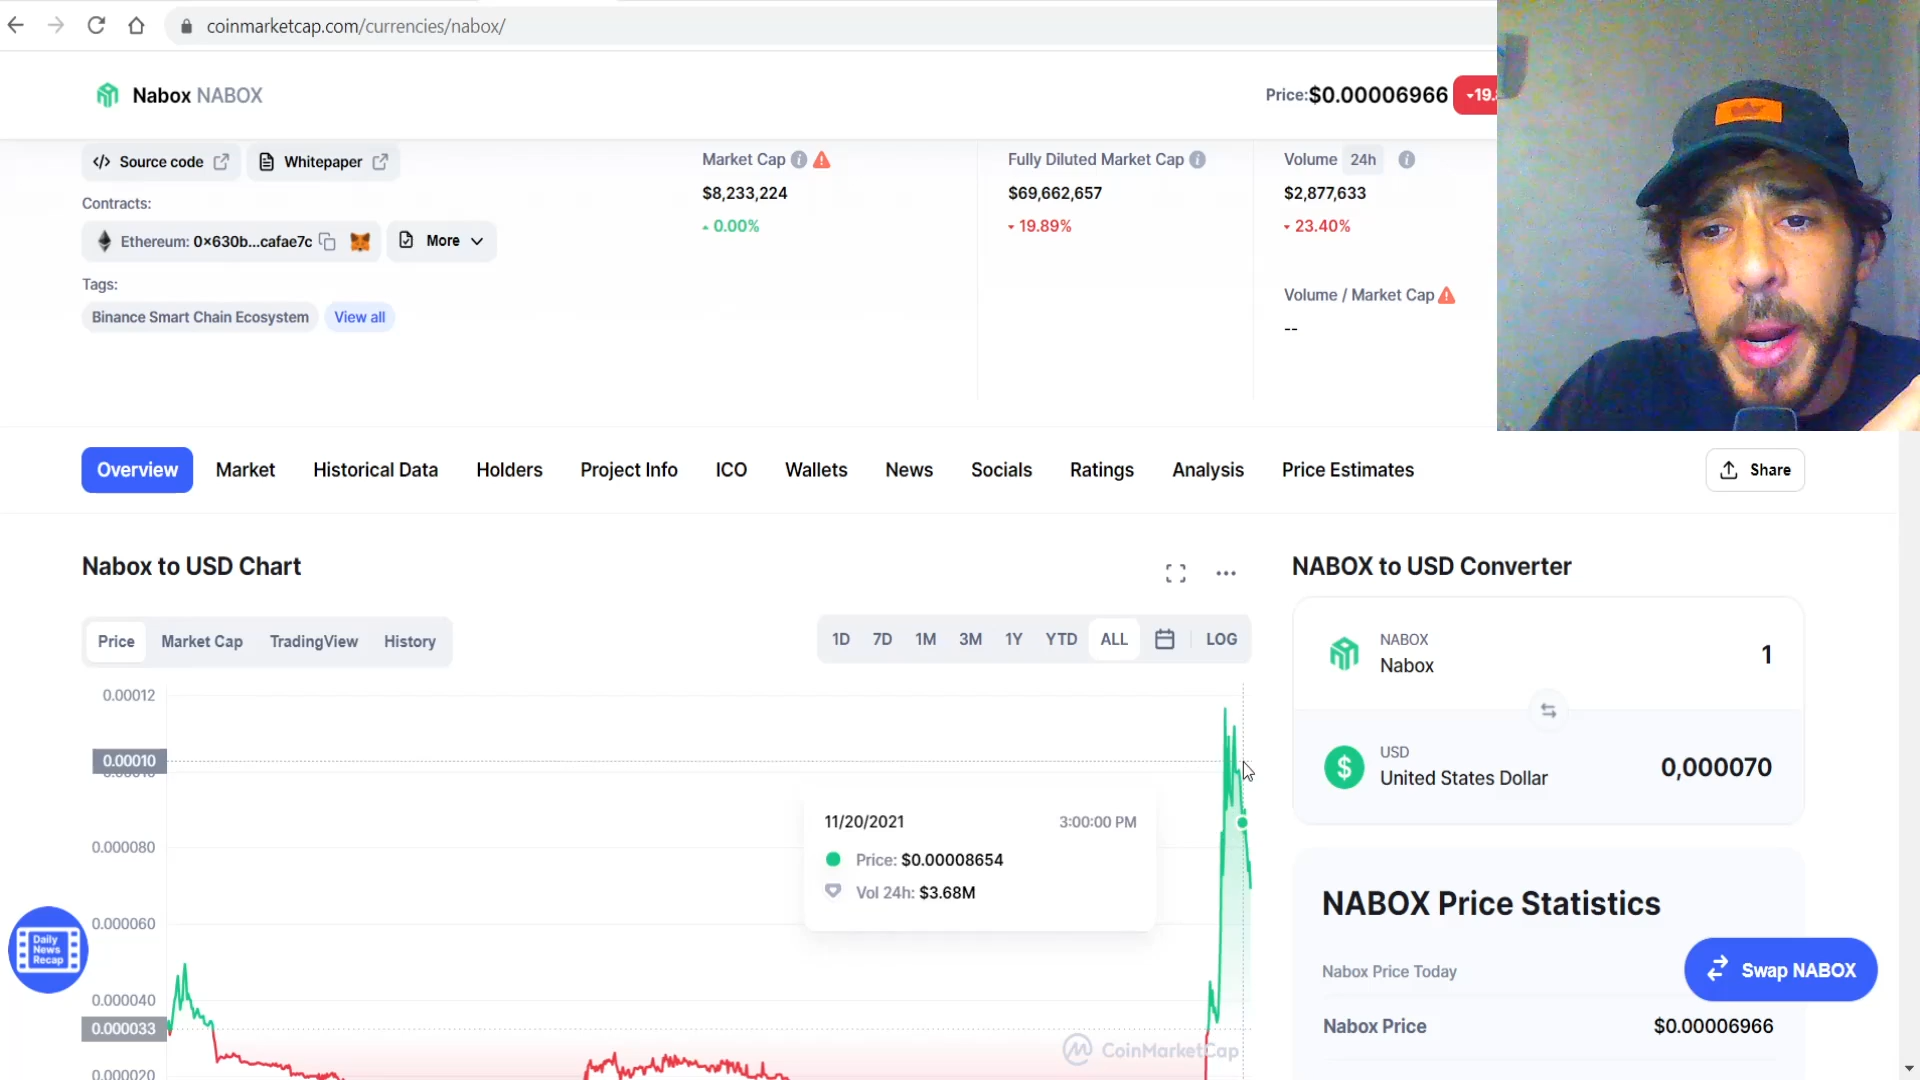 coinmarketcap.com/currencies/nabox/
Nabox NABOX
Price:$0.00006966
Source code
Whitepaper
Contracts:
Ethereum: 0×630b...cafae7c
More
Tags:
Binance Smart Chain Ecosystem
View all
Market Cap
$8,233,224
0.00%
Fully Diluted Market Cap
$69,662,657
19.89%
Volume 24h
$2,877,633
23.40%
Volume / Market Cap
--
Overview Market Historical Data Holders Project Info ICO Wallets News Socials Ratings Analysis Price Estimates
Share
Nabox to USD Chart
Price Market Cap TradingView History
1D 7D 1M 3M 1Y YTD ALL LOG
0.00012
0.00010
0.000080
0.000060
0.000040
0.000033
0.000020
11/20/2021 3:00:00 PM
Price: $0.00008654
Vol 24h: $3.68M
CoinMarketCap
Daily
News
Recap
NABOX to USD Converter
NABOX
Nabox
1
USD
United States Dollar
0,000070
NABOX Price Statistics
Nabox Price Today
Swap NABOX
Nabox Price
$0.00006966